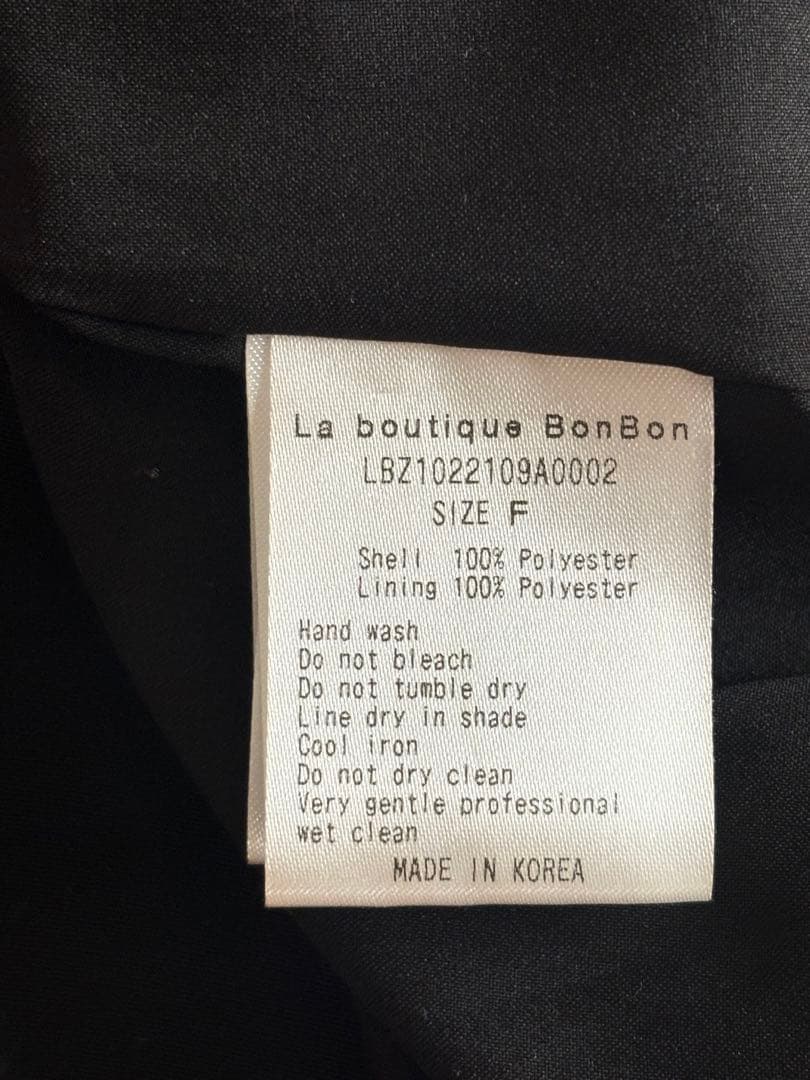 La boutique BonBon
LBZ1022109A0002
SIZE F
Shell 100% Polyester
Lining 100% Polyester
Hand wash
Do not bleach
Do not tumble dry
Line dry in shade
Cool iron
Do not dry clean
Very gentle professional
wet clean
MADE IN KOREA